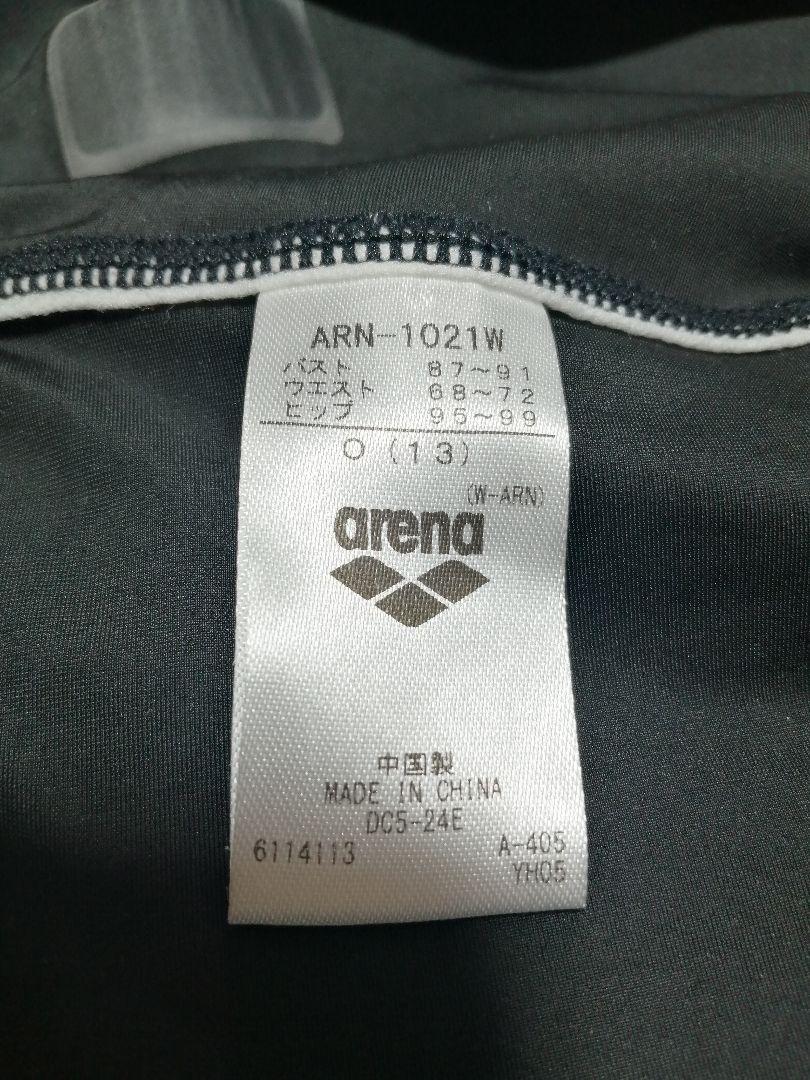 ARN-1021W
バスト 87~91
ウエスト 68~72
ヒップ 95~99
O (13)
(W-ARN)
arena
中国製
MADE IN CHINA
DC5-24E
6114113 A-405
YH05